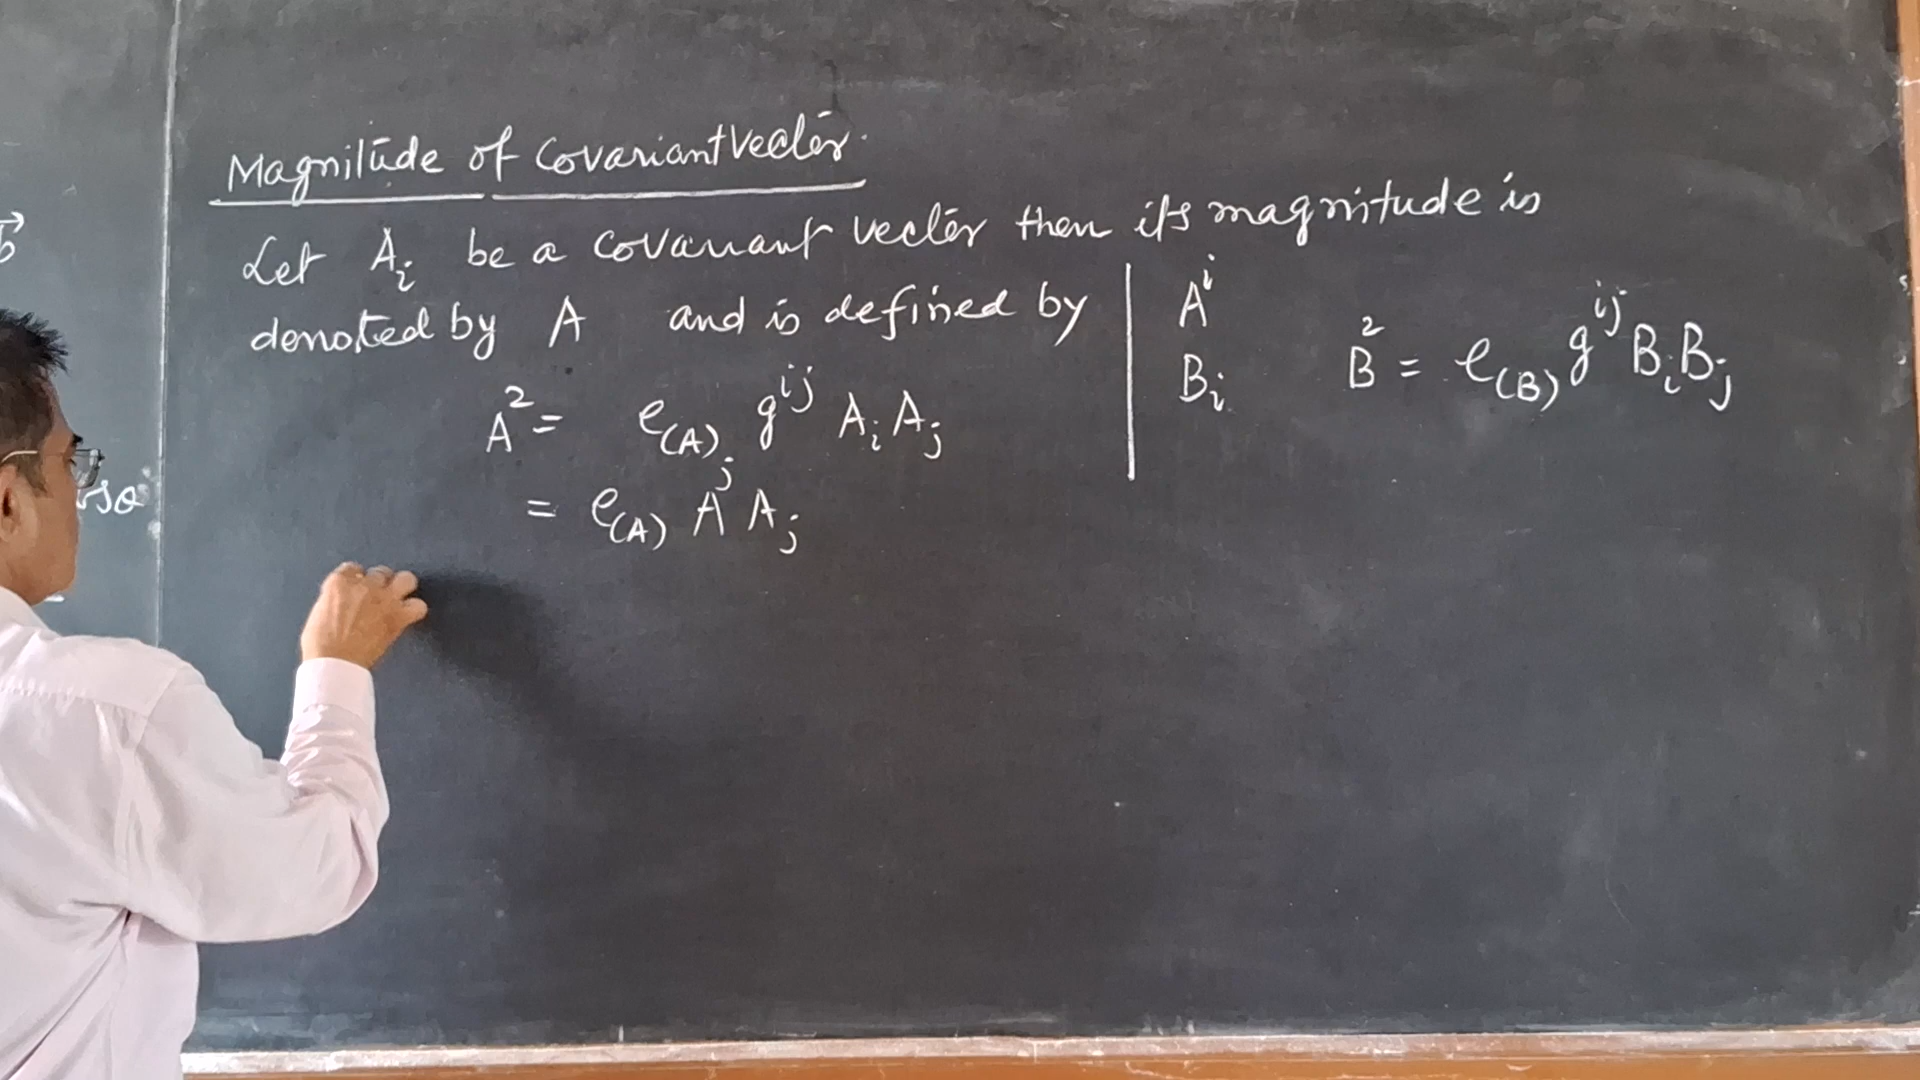 Magnitude of Covariant Vector.
Let A_i be a covariant vector then its magnitude is
denoted by A and is defined by
A² = e_(A) g^ij A_i A_j
= e_(A) A^j A_j
A^i
B_i B² = e_(B) g^ij B_i B_j